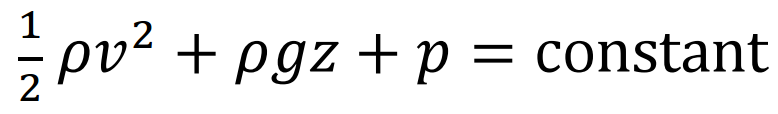 ½ρv² + ρgz + p = constant